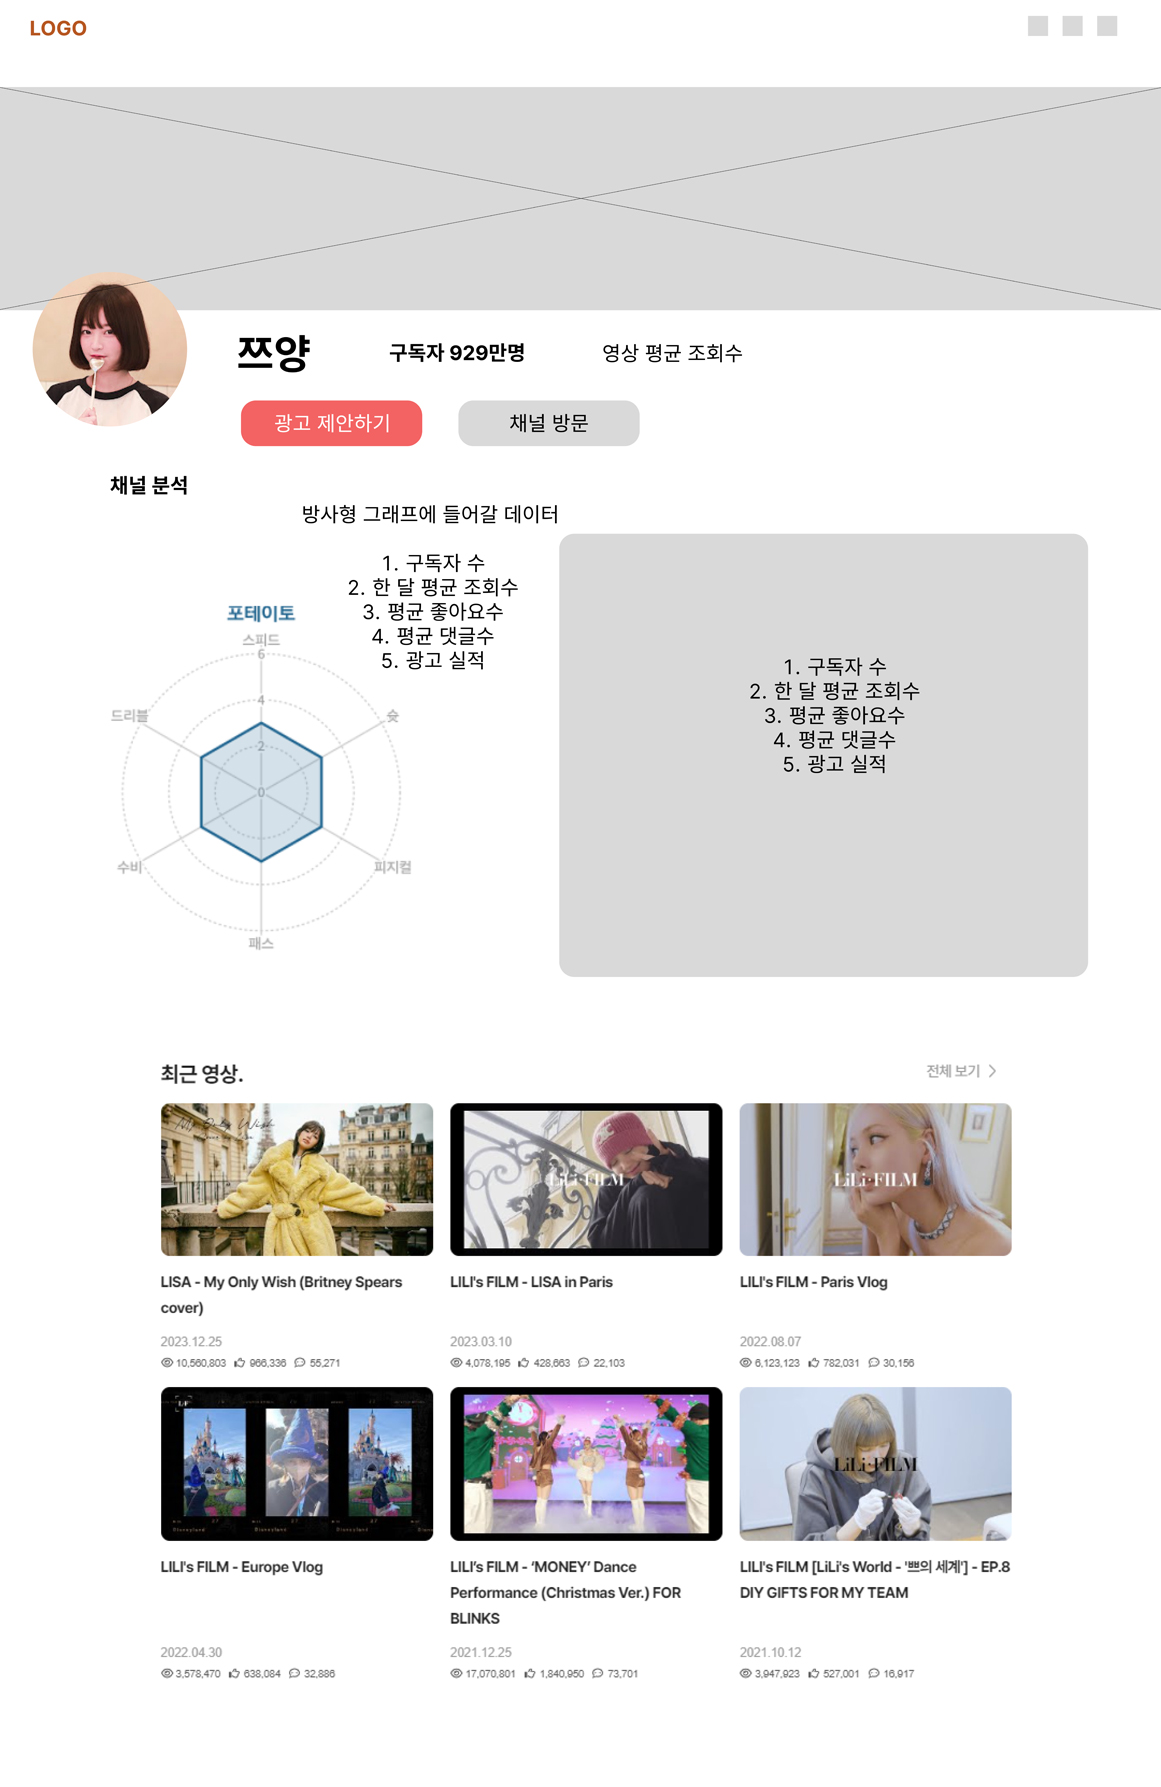 LOGO
쯔양
구독자 929만명
영상 평균 조회수
광고 제안하기
채널 방문
채널 분석
방사형 그래프에 들어갈 데이터
1. 구독자 수
2. 한 달 평균 조회수
3. 평균 좋아요수
4. 평균 댓글수
5. 광고 실적
포테이토
스피드
6
4
2
0
드리블
슛
수비
피지컬
패스
1. 구독자 수
2. 한 달 평균 조회수
3. 평균 좋아요수
4. 평균 댓글수
5. 광고 실적
최근 영상.
전체 보기 >
My Only Wish
LiLi·FILM
LiLi·FILM
LISA - My Only Wish (Britney Spears
cover)
2023.12.25
10,560,803 966,336 55,271
LILI's FILM - LISA in Paris
2023.03.10
4,078,195 428,663 22,103
LILI's FILM - Paris Vlog
2022.08.07
6,123,123 782,031 30,156
Disneyland Disneyland Disneyland Disn
LiLi·FILM
LILI's FILM - Europe Vlog
2022.04.30
3,578,470 638,084 32,886
LILI’s FILM - ‘MONEY’ Dance
Performance (Christmas Ver.) FOR
BLINKS
2021.12.25
17,070,801 1,840,950 73,701
LILI's FILM [LiLi's World - '쁘의 세계'] - EP.8
DIY GIFTS FOR MY TEAM
2021.10.12
3,947,923 527,001 16,917